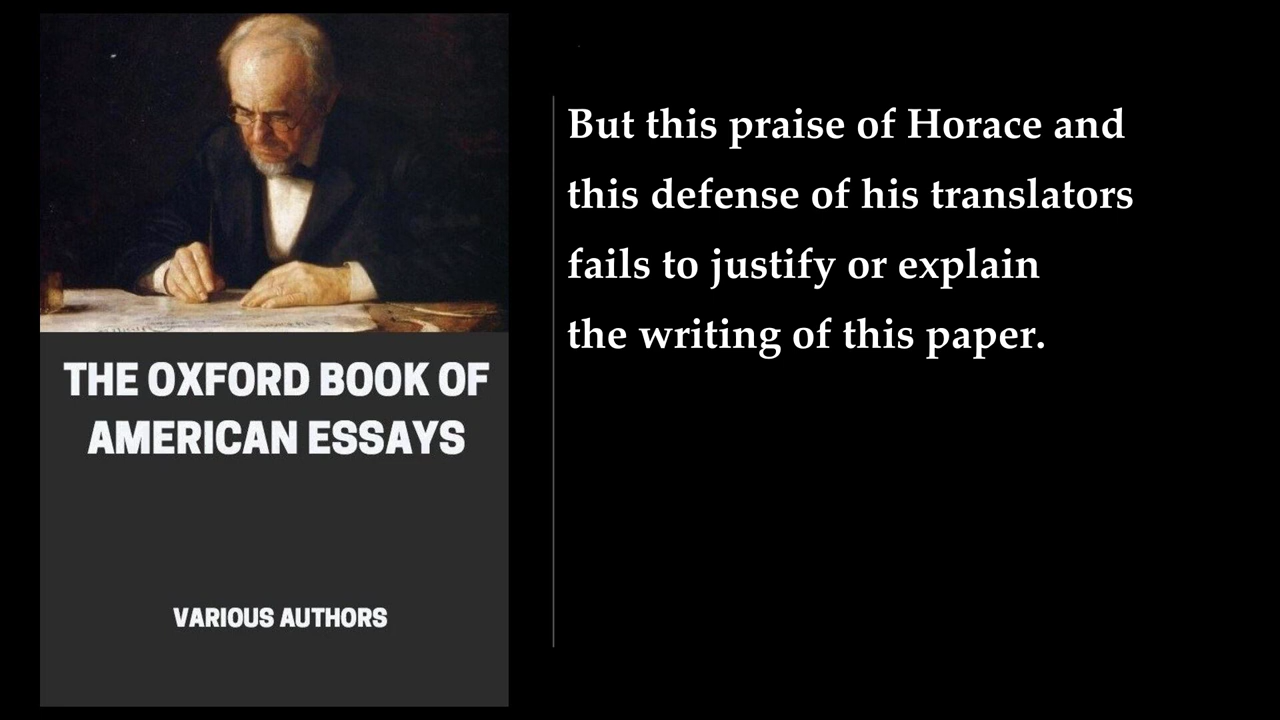 THE OXFORD BOOK OF
AMERICAN ESSAYS
VARIOUS AUTHORS
But this praise of Horace and
this defense of his translators
fails to justify or explain
the writing of this paper.